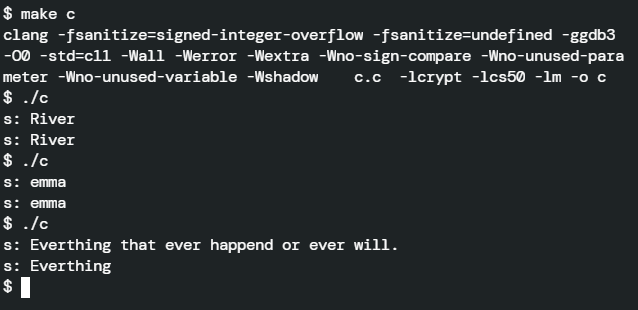 $ make c
clang -fsanitize=signed-integer-overflow -fsanitize=undefined -ggdb3
-O0 -std=c11 -Wall -Werror -Wextra -Wno-sign-compare -Wno-unused-para
meter -Wno-unused-variable -Wshadow    c.c  -lcrypt -lcs50 -lm -o c
$ ./c
s: River
s: River
$ ./c
s: emma
s: emma
$ ./c
s: Everthing that ever happend or ever will.
s: Everthing
$